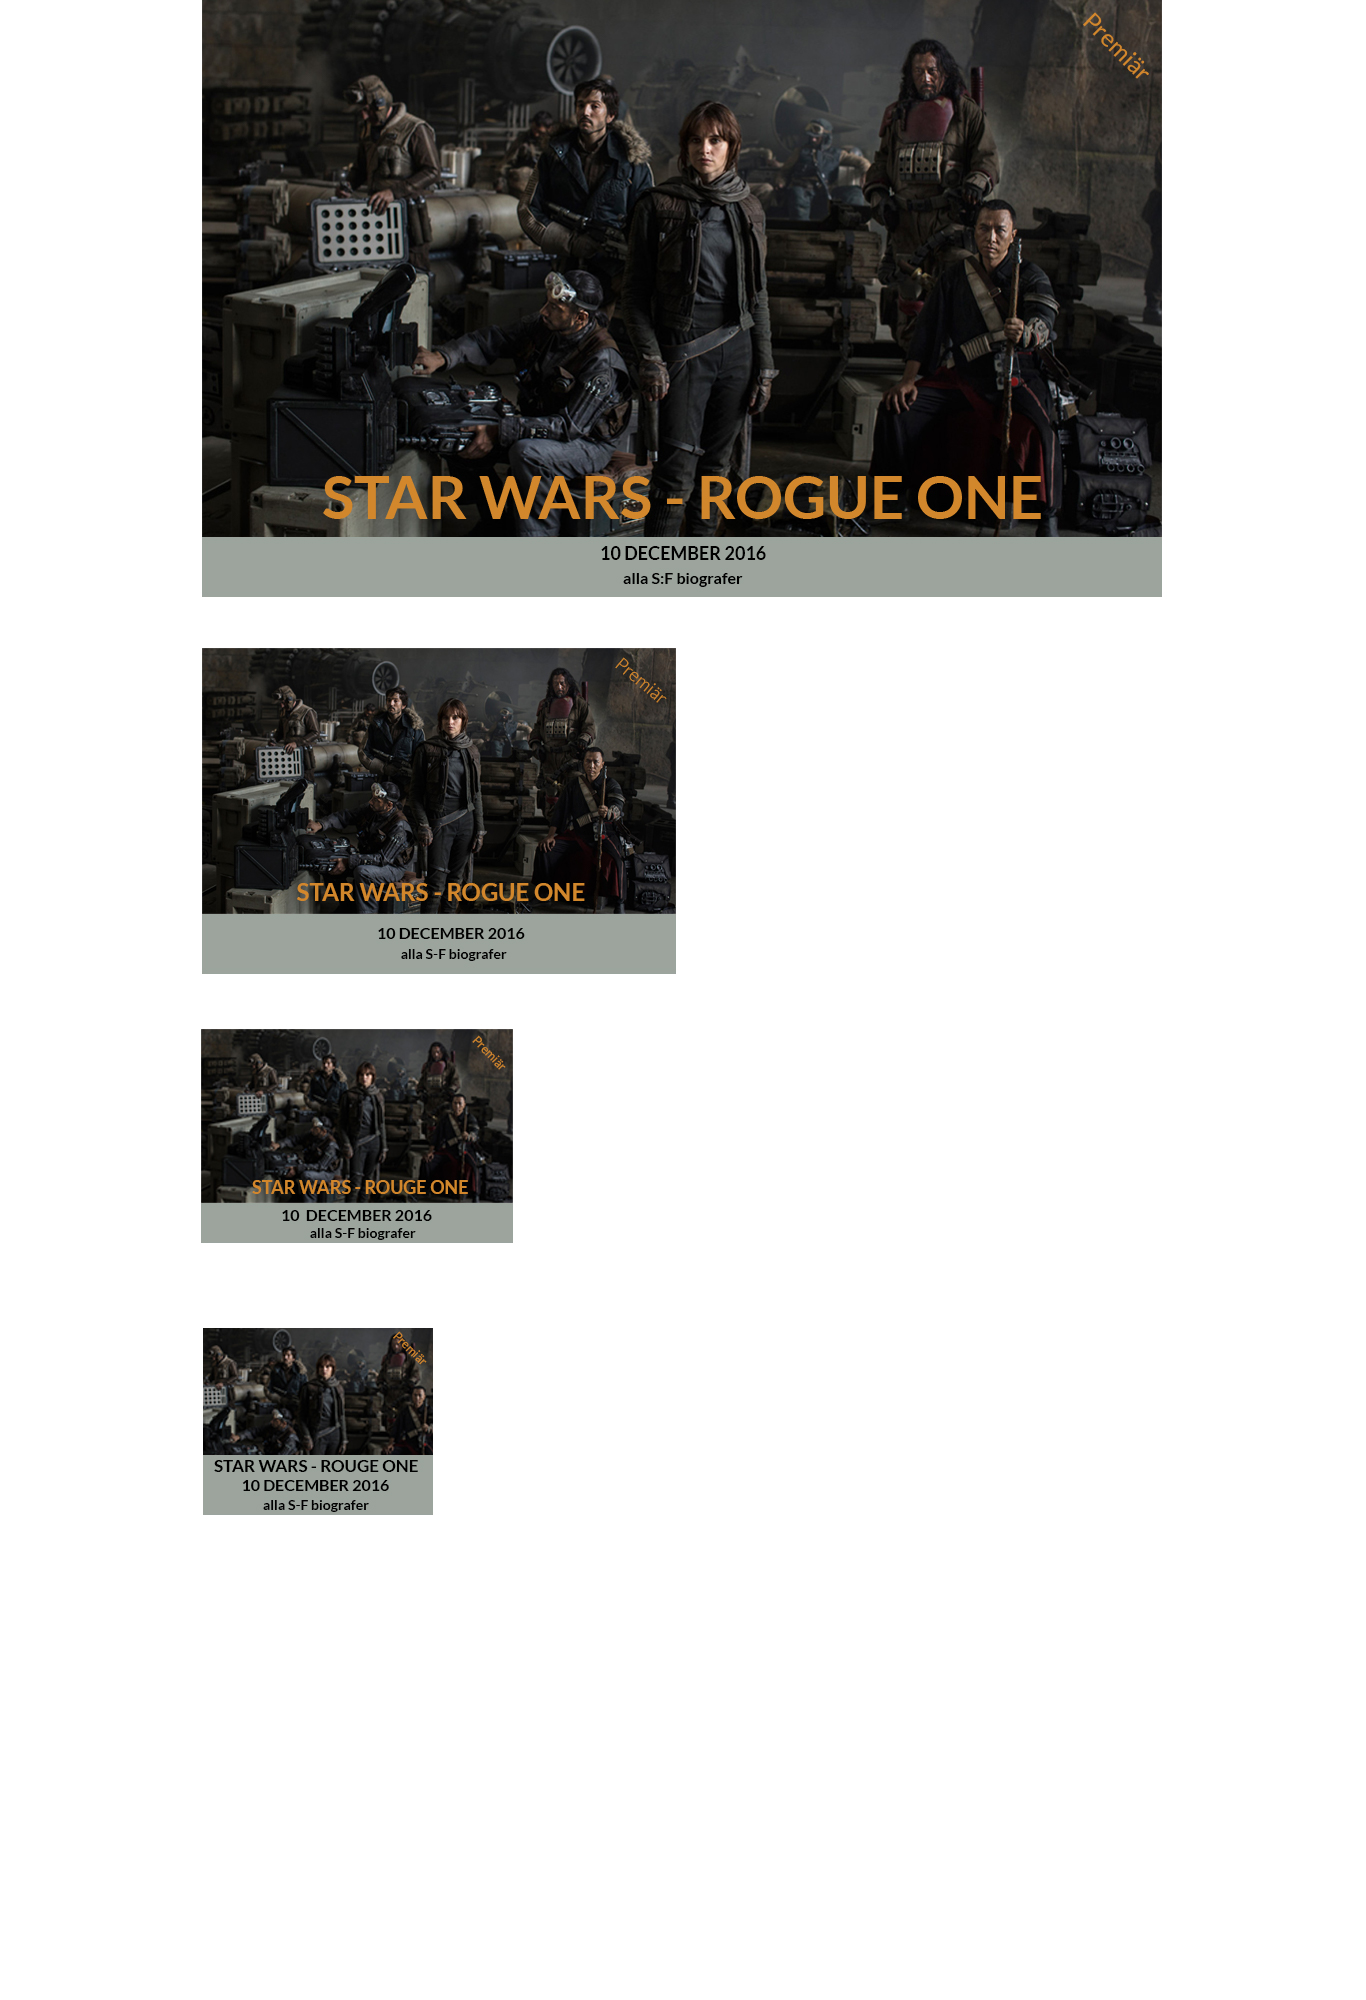 Premiär
STAR WARS - ROGUE ONE
10 DECEMBER 2016
alla S:F biografer
Premiär
STAR WARS - ROGUE ONE
10 DECEMBER 2016
alla S-F biografer
Premiär
STAR WARS - ROUGE ONE
10 DECEMBER 2016
alla S-F biografer
Premiär
STAR WARS - ROUGE ONE
10 DECEMBER 2016
alla S-F biografer